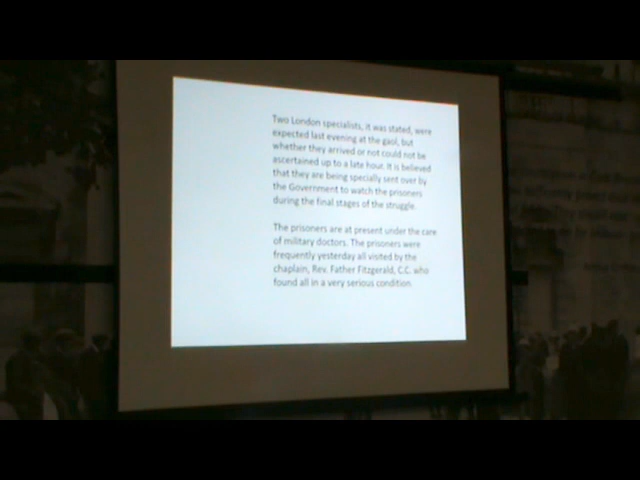 Two London specialists, it was stated, were
expected last evening at the gaol, but
whether they arrived or not could not be
ascertained up to a late hour. It is believed
that they are being specially sent over by
the Government to watch the prisoners
during the final stages of the struggle.
The prisoners are at present under the care
of military doctors. The prisoners were
frequently yesterday all visited by the
chaplain, Rev. Father Fitzgerald, C.C. who
found all in a very serious condition.